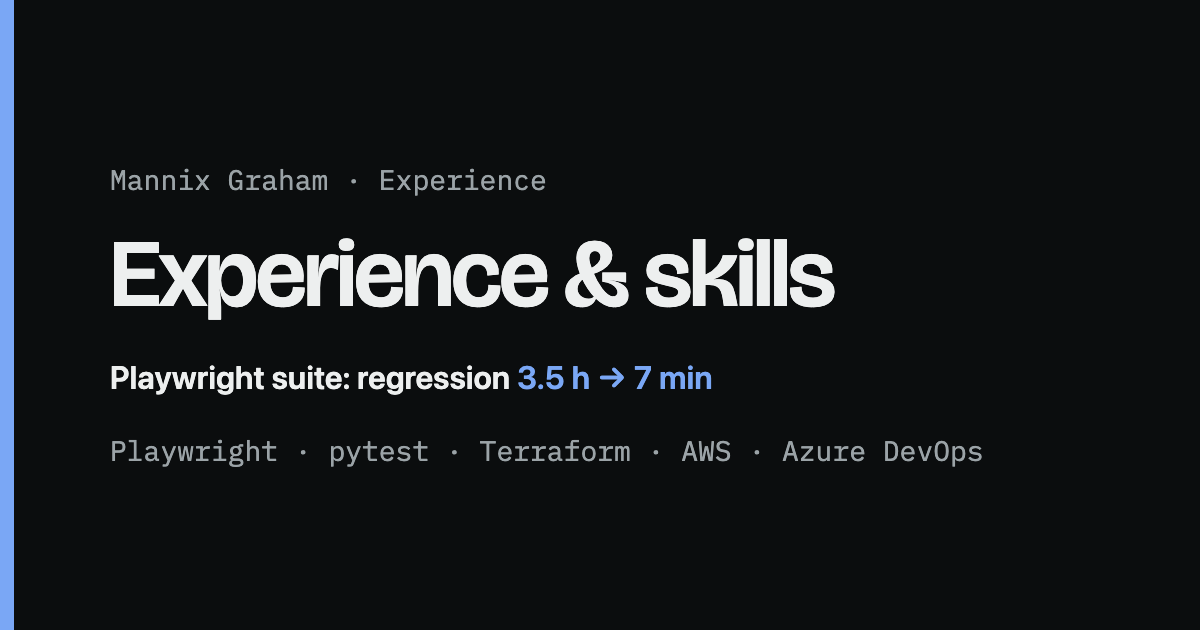 Mannix Graham · Experience
Experience & skills
Playwright suite: regression 3.5 h → 7 min
Playwright · pytest · Terraform · AWS · Azure DevOps